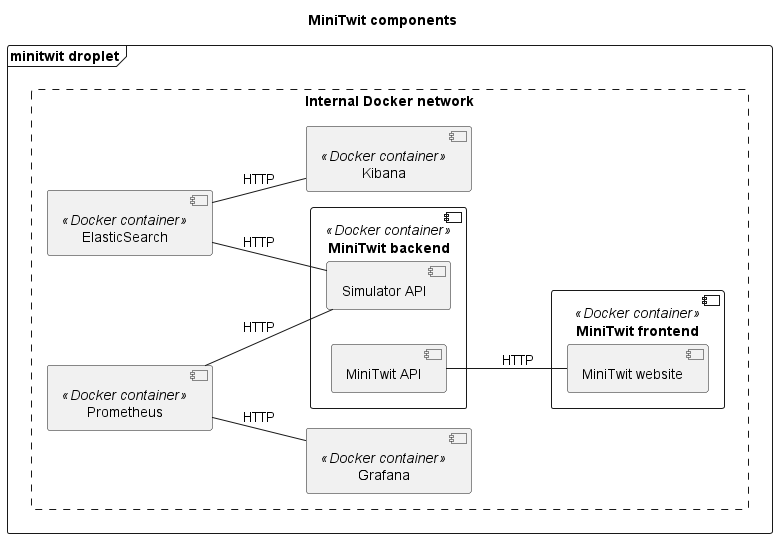 MiniTwit components
minitwit droplet
Internal Docker network
«Docker container»
Kibana
HTTP
«Docker container»
ElasticSearch
HTTP
«Docker container»
MiniTwit backend
Simulator API
HTTP
MiniTwit API
HTTP
«Docker container»
MiniTwit frontend
MiniTwit website
«Docker container»
Prometheus
HTTP
«Docker container»
Grafana